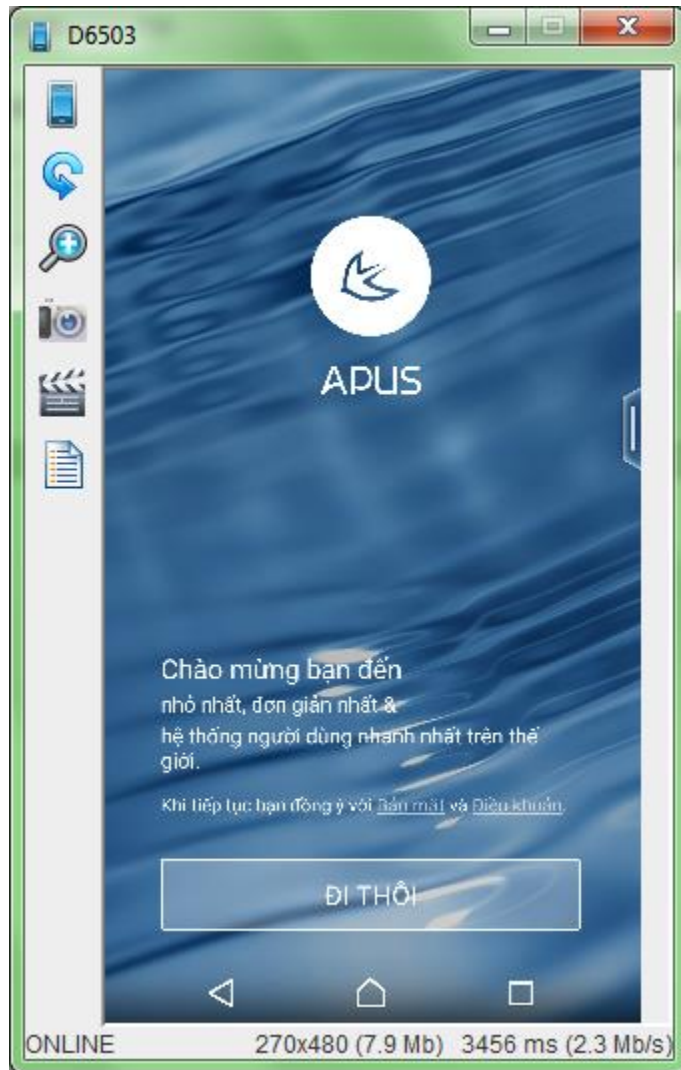 D6503
APUS
Chào mừng bạn đến
nhỏ nhất, đơn giản nhất &
hệ thống người dùng nhanh nhất trên thế
giới.
Khi tiếp tục bạn đồng ý với Bảo mật và Điều khoản.
ĐI THÔI
ONLINE 270x480 (7.9 Mb) 3456 ms (2.3 Mb/s)